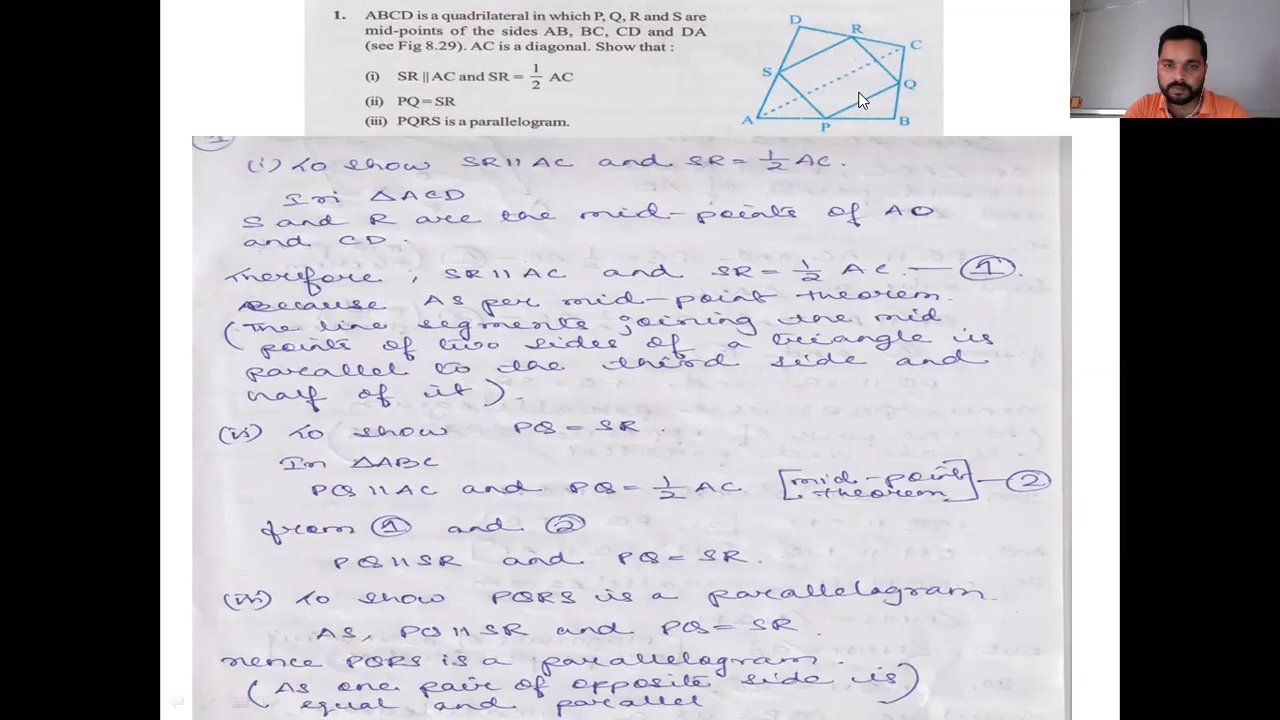 1. ABCD is a quadrilateral in which P, Q, R and S are
mid-points of the sides AB, BC, CD and DA
(see Fig 8.29). AC is a diagonal. Show that :
(i) SR || AC and SR = 1/2 AC
(ii) PQ = SR
(iii) PQRS is a parallelogram.
D
R
C
S
Q
A
P
B
1
(i) To show SR || AC and SR = 1/2 AC.
In △ACD
S and R are the mid-points of AD
and CD.
Therefore, SR || AC and SR = 1/2 AC. — 1
Because As per mid-point theorem.
(The line segments joining the mid
points of two sides of a triangle is
parallel to the third side and
half of it).
(ii) To show PQ = SR.
In △ABC
PQ || AC and PQ = 1/2 AC [mid-point theorem] — 2
from 1 and 2
PQ || SR and PQ = SR.
(iii) To show PQRS is a parallelogram.
As, PQ || SR and PQ = SR.
Hence PQRS is a parallelogram.
(As one pair of opposite side is
equal and parallel)